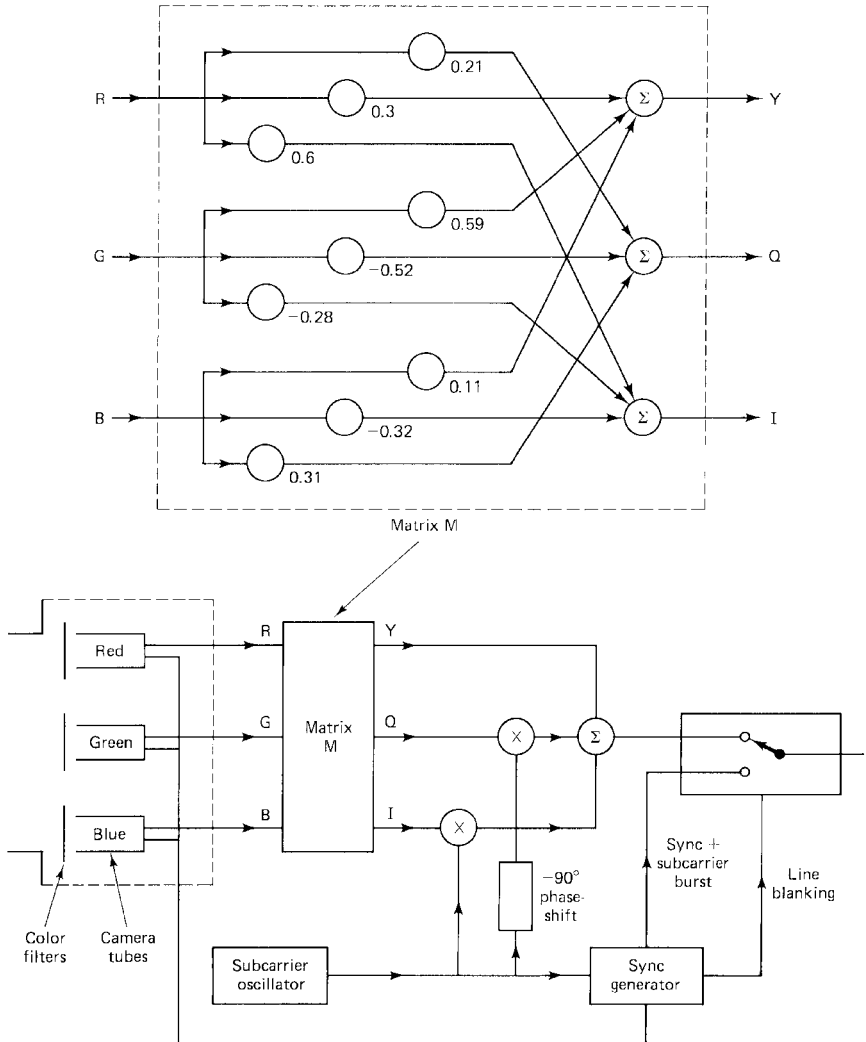 0.21
R
0.3
Σ
Y
0.6
0.59
G
-0.52
Σ
Q
-0.28
0.11
B
-0.32
Σ
I
0.31
Matrix M
R
Y
Red
G
Q
Green
Matrix
M
X
Σ
B
I
Blue
X
Sync +
subcarrier
burst
Line
blanking
-90°
phase-
shift
Color
filters
Camera
tubes
Subcarrier
oscillator
Sync
generator